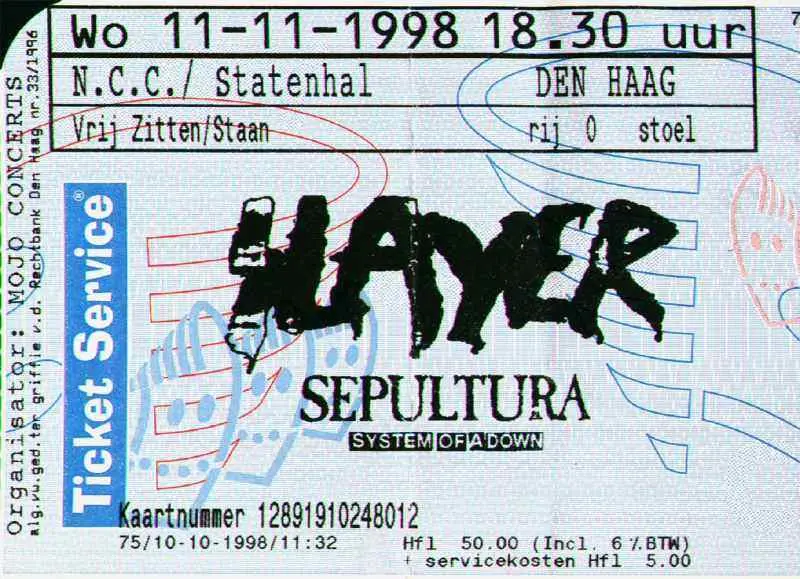 Wo 11-11-1998 18.30 uur
N.C.C./ Statenhal DEN HAAG
Vrij Zitten/Staan rij 0 stoel
Organisator: MOJO CONCERTS
alg.vw.ged.ter griffie v.d. Rechtbank Den Haag nr.33/1996
Ticket Service®
SLAYER
SEPULTURA
SYSTEM OF A DOWN
Kaartnummer 12891910248012
75/10-10-1998/11:32 Hfl 50.00 (Incl. 6 %BTW)
+ servicekosten Hfl 5.00
7